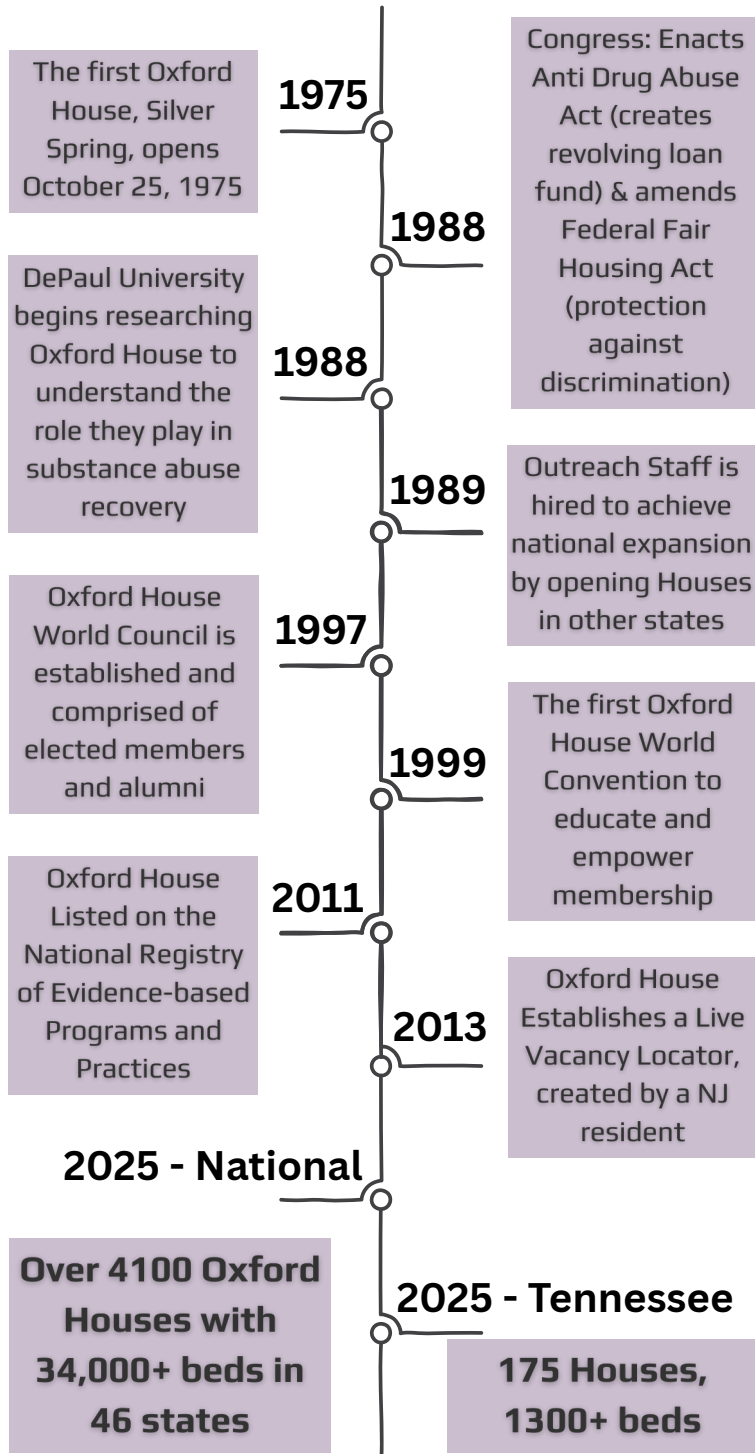 1975
The first Oxford
House, Silver
Spring, opens
October 25, 1975
1988
Congress: Enacts
Anti Drug Abuse
Act (creates
revolving loan
fund) & amends
Federal Fair
Housing Act
(protection
against
discrimination)
1988
DePaul University
begins researching
Oxford House to
understand the
role they play in
substance abuse
recovery
1989
Outreach Staff is
hired to achieve
national expansion
by opening Houses
in other states
1997
Oxford House
World Council is
established and
comprised of
elected members
and alumni
1999
The first Oxford
House World
Convention to
educate and
empower
membership
2011
Oxford House
Listed on the
National Registry
of Evidence-based
Programs and
Practices
2013
Oxford House
Establishes a Live
Vacancy Locator,
created by a NJ
resident
2025 - National
Over 4100 Oxford
Houses with
34,000+ beds in
46 states
2025 - Tennessee
175 Houses,
1300+ beds